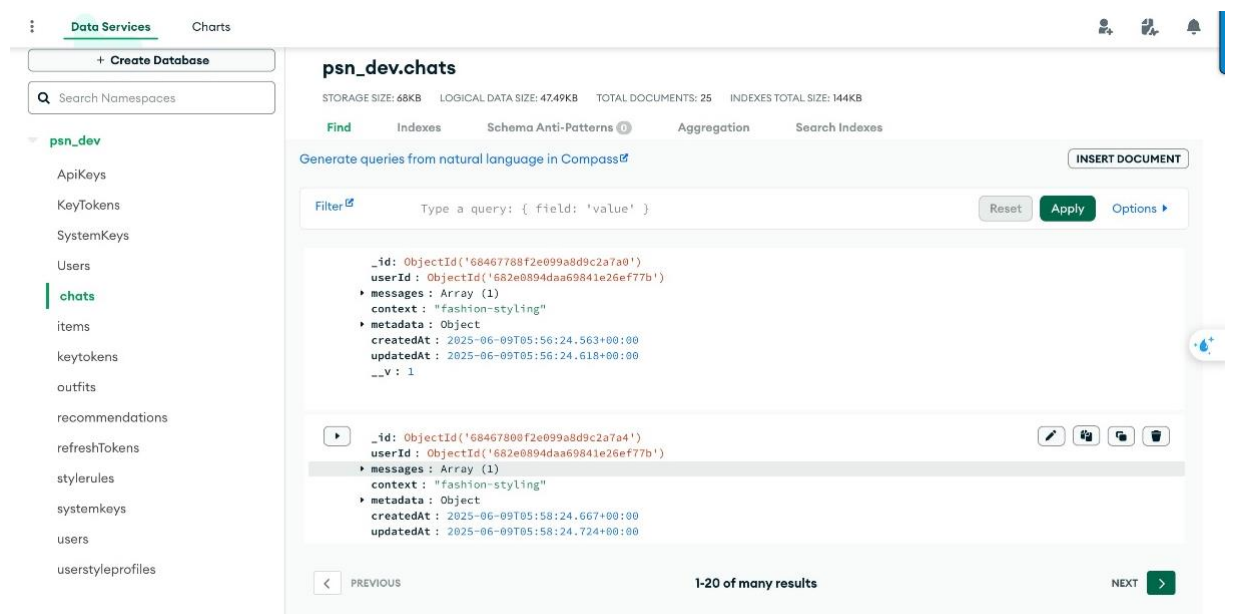 Data Services Charts
+ Create Database
Search Namespaces
psn_dev
ApiKeys
KeyTokens
SystemKeys
Users
chats
items
keytokens
outfits
recommendations
refreshTokens
stylerules
systemkeys
users
userstyleprofiles
psn_dev.chats
STORAGE SIZE: 68KB LOGICAL DATA SIZE: 47.49KB TOTAL DOCUMENTS: 25 INDEXES TOTAL SIZE: 144KB
Find Indexes Schema Anti-Patterns 0 Aggregation Search Indexes
Generate queries from natural language in Compass
INSERT DOCUMENT
Filter Type a query: { field: 'value' } Reset Apply Options
_id: ObjectId('68467788f2e099a8d9c2a7a0')
userId : ObjectId('682e0894daa69841e26ef77b')
messages : Array (1)
context : "fashion-styling"
metadata : Object
createdAt : 2025-06-09T05:56:24.563+00:00
updatedAt : 2025-06-09T05:56:24.618+00:00
__v : 1
_id: ObjectId('68467800f2e099a8d9c2a7a4')
userId : ObjectId('682e0894daa69841e26ef77b')
messages : Array (1)
context : "fashion-styling"
metadata : Object
createdAt : 2025-06-09T05:58:24.667+00:00
updatedAt : 2025-06-09T05:58:24.724+00:00
PREVIOUS 1-20 of many results NEXT